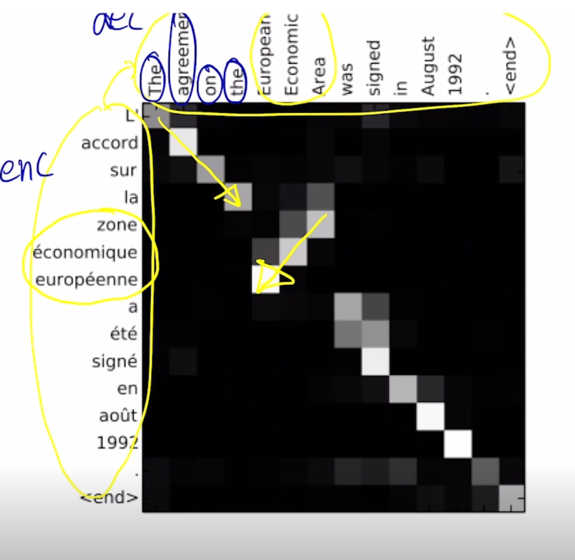 dec
The agreement on the European Economic Area was signed in August 1992 . <end>
enc
L'
accord
sur
la
zone
économique
européenne
a
été
signé
en
août
1992
.
<end>